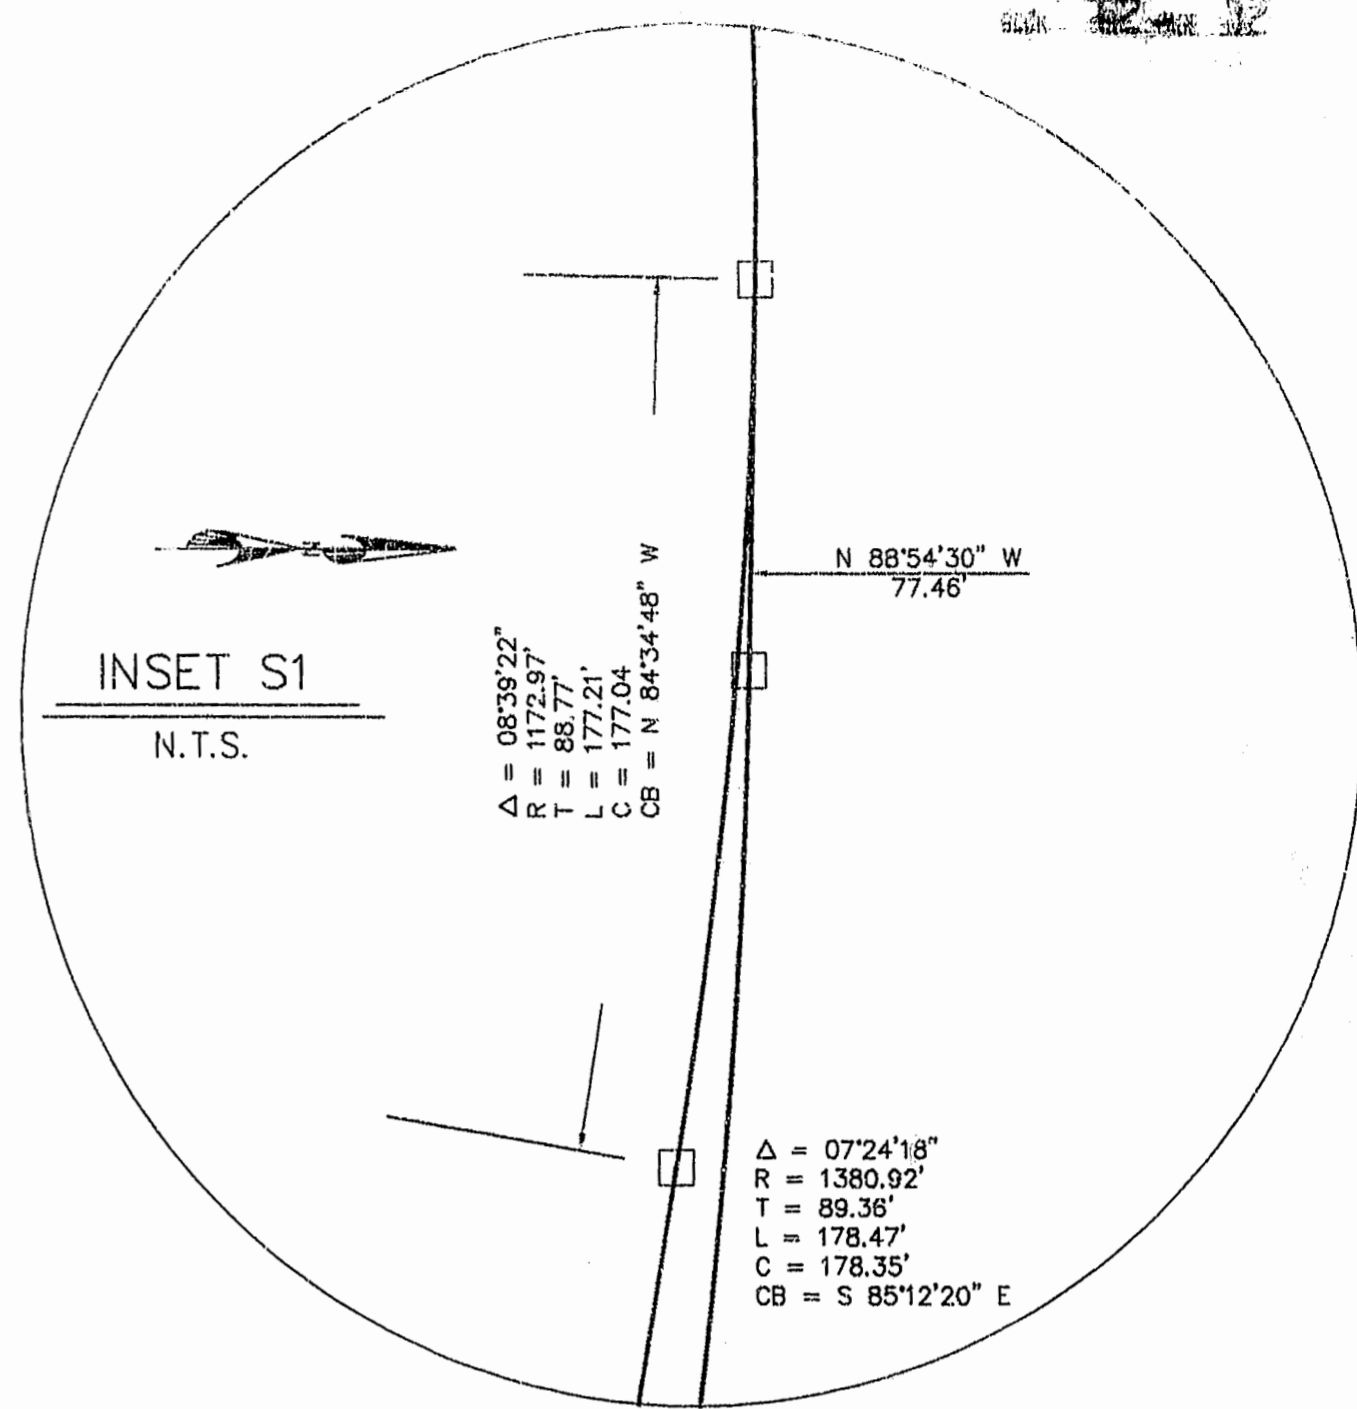 N 88°54'30" W
77.46'
INSET S1
N.T.S.
Δ = 08°39'22"
R = 1172.97'
T = 88.77'
L = 177.21'
C = 177.04
CB = N 84°34'48" W
Δ = 07°24'18"
R = 1380.92'
T = 89.36'
L = 178.47'
C = 178.35'
CB = S 85°12'20" E